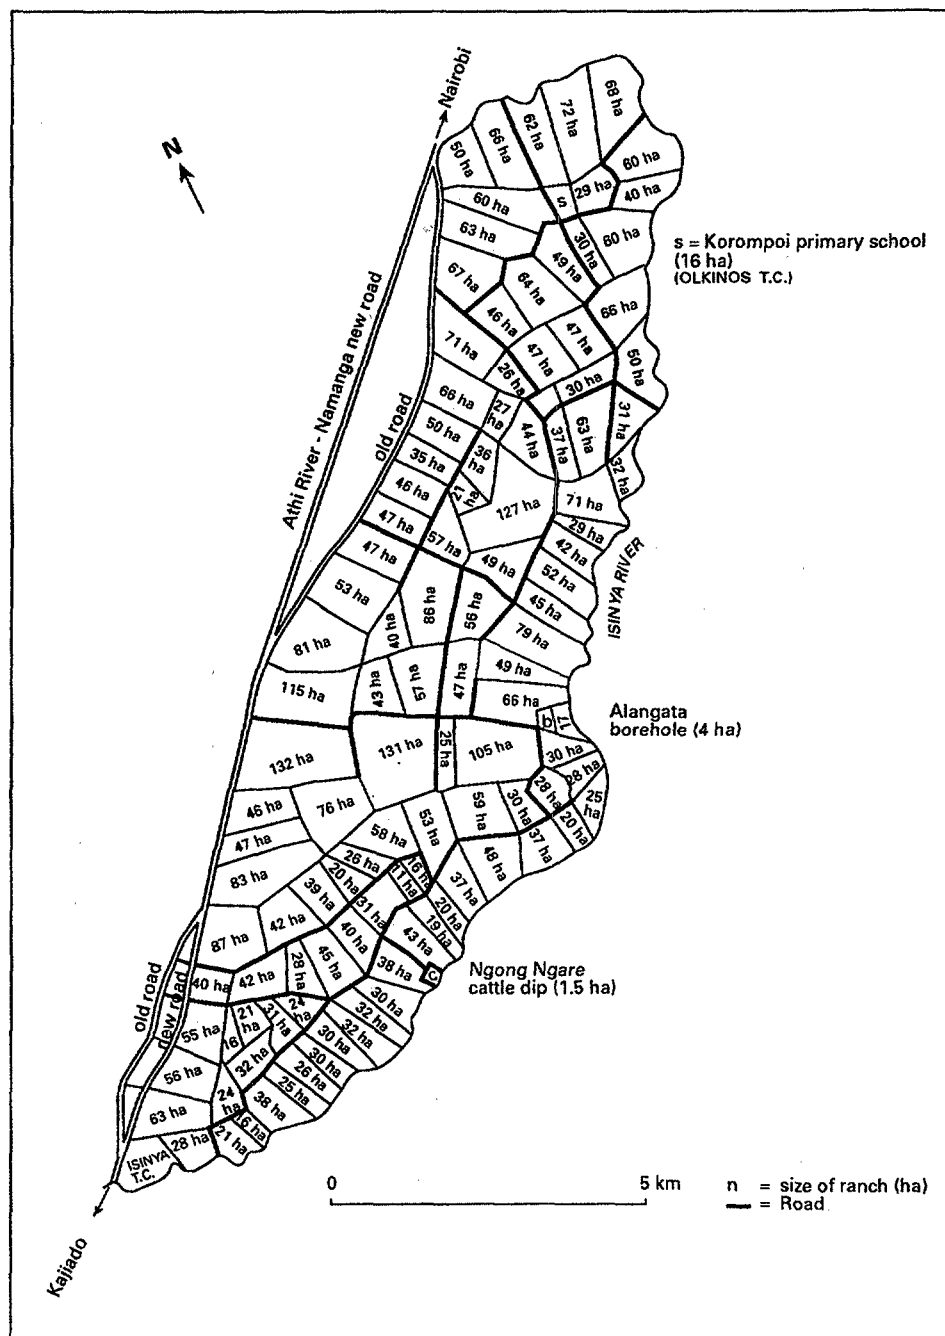 Nairobi
N
68 ha
72 ha
62 ha
66 ha
50 ha
60 ha
29 ha
40 ha
s
60 ha
63 ha
30 ha
60 ha
49 ha
s = Korompoi primary school
(16 ha)
(OLKINOS T.C.)
67 ha
64 ha
66 ha
46 ha
47 ha
47 ha
71 ha
26 ha
30 ha
50 ha
Athi River - Namanga new road
old road
66 ha
27 ha
44 ha
37 ha
63 ha
31 ha
50 ha
36 ha
32 ha
35 ha
21 ha
46 ha
127 ha
71 ha
47 ha
57 ha
29 ha
42 ha
47 ha
49 ha
52 ha
ISINYA RIVER
53 ha
86 ha
56 ha
45 ha
40 ha
79 ha
81 ha
49 ha
115 ha
43 ha
57 ha
47 ha
66 ha
b
17
Alangata
borehole (4 ha)
132 ha
131 ha
25 ha
105 ha
30 ha
28 ha
28 ha
25 ha
46 ha
76 ha
59 ha
30 ha
20 ha
47 ha
58 ha
53 ha
37 ha
83 ha
26 ha
16 ha
48 ha
39 ha
20 ha
11 ha
37 ha
31 ha
20 ha
87 ha
42 ha
40 ha
43 ha
19 ha
45 ha
38 ha
c
Ngong Ngare
cattle dip (1.5 ha)
old road
new road
40 ha
42 ha
28 ha
30 ha
55 ha
21 ha
31 ha
24 ha
32 ha
32 ha
16
30 ha
56 ha
32 ha
30 ha
26 ha
24 ha
25 ha
63 ha
38 ha
16 ha
28 ha
21 ha
ISINYA
T.C.
0
5 km
n = size of ranch (ha)
= Road
Kajiado